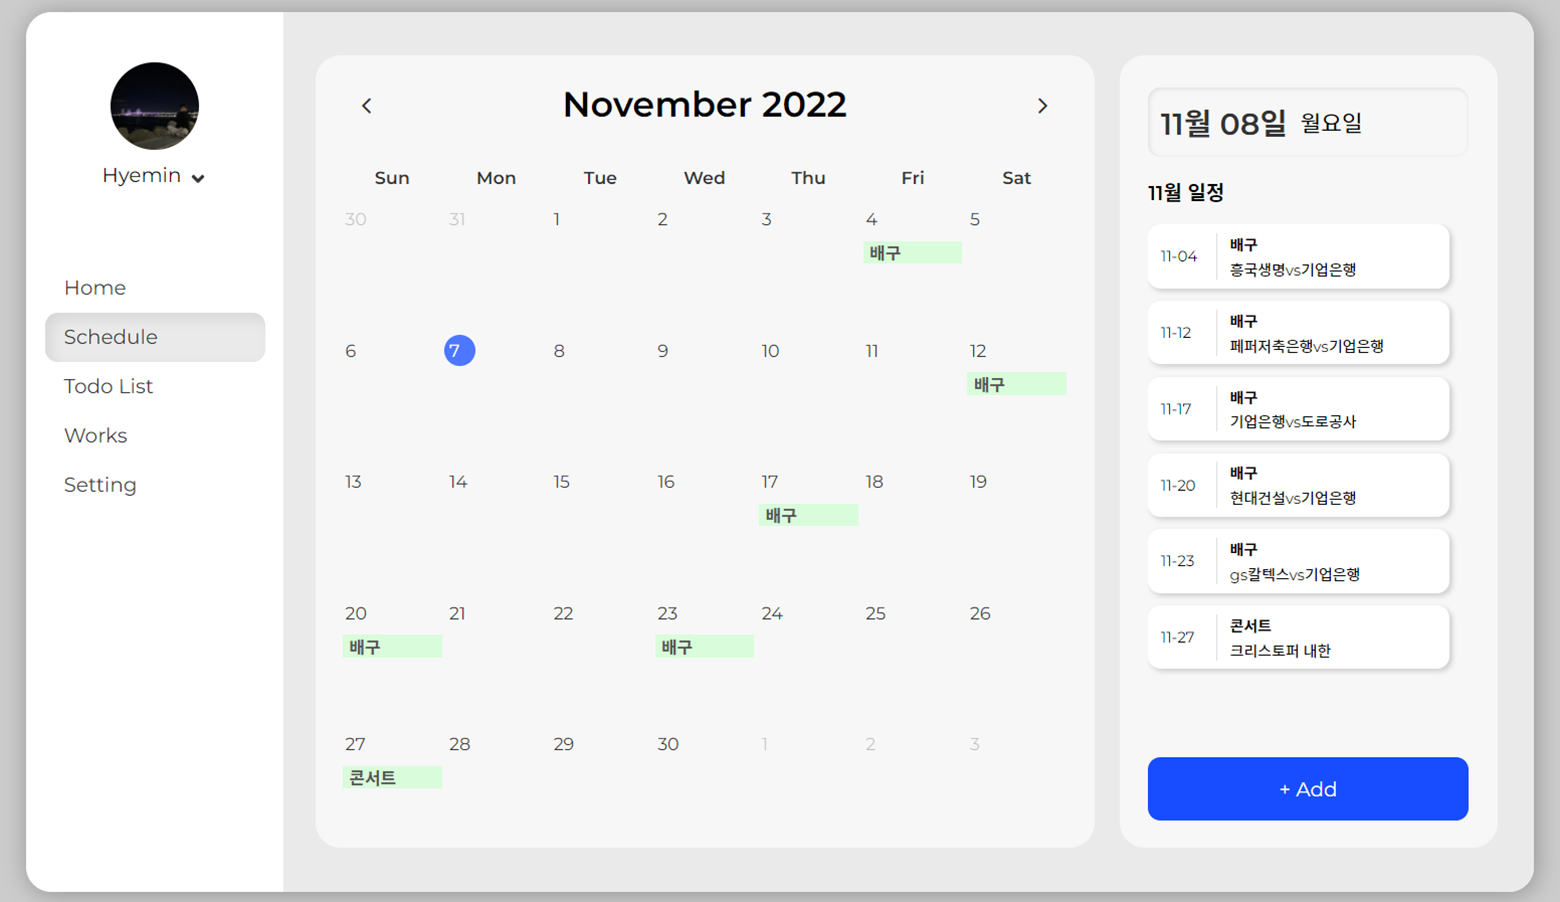 Hyemin
Home
Schedule
Todo List
Works
Setting
November 2022
Sun Mon Tue Wed Thu Fri Sat
30 31 1 2 3 4 5
배구
6 7 8 9 10 11 12
배구
13 14 15 16 17 18 19
배구
20 21 22 23 24 25 26
배구 배구
27 28 29 30 1 2 3
콘서트
11월 08일 월요일
11월 일정
배구
11-04
흥국생명vs기업은행
배구
11-12
페퍼저축은행vs기업은행
배구
11-17
기업은행vs도로공사
배구
11-20
현대건설vs기업은행
배구
11-23
gs칼텍스vs기업은행
콘서트
11-27
크리스토퍼 내한
+ Add